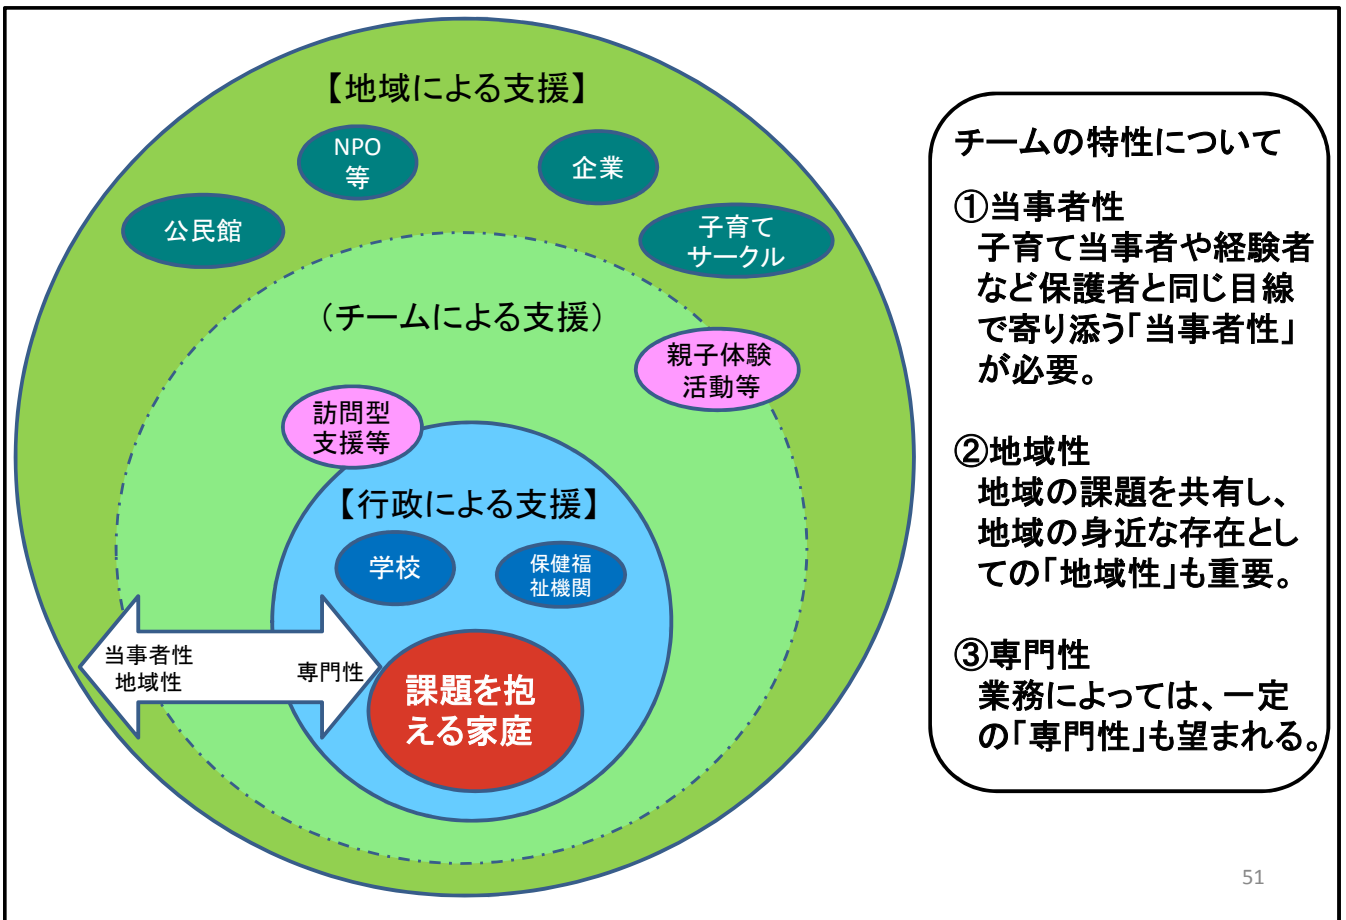 【地域による支援】
NPO
等
企業
公民館
子育て
サークル
（チームによる支援）
親子体験
活動等
訪問型
支援等
【行政による支援】
学校
保健福
祉機関
当事者性
地域性
専門性
課題を抱
える家庭
チームの特性について
①当事者性
子育て当事者や経験者
など保護者と同じ目線
で寄り添う「当事者性」
が必要。
②地域性
地域の課題を共有し、
地域の身近な存在とし
ての「地域性」も重要。
③専門性
業務によっては、一定
の「専門性」も望まれる。
51